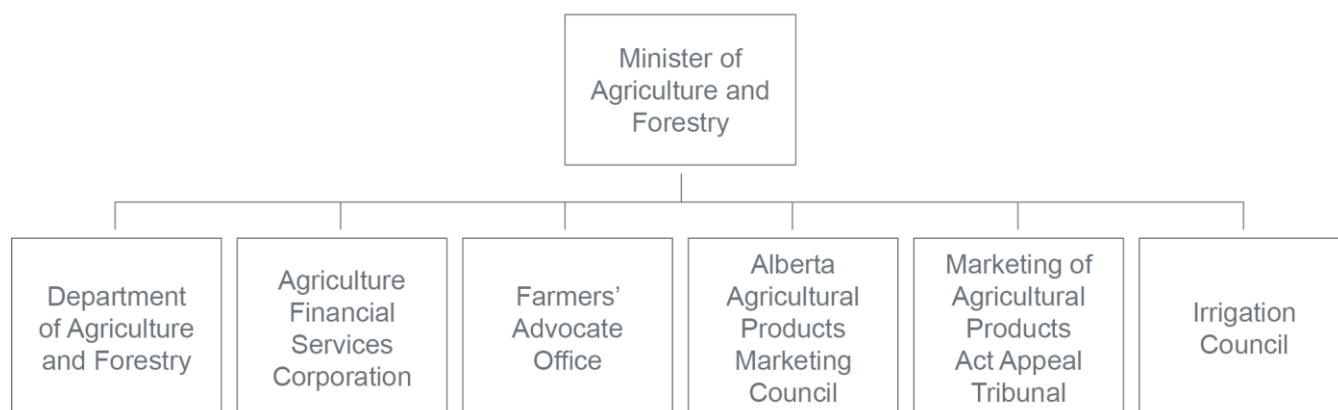 Minister of
Agriculture and
Forestry
Department
of Agriculture
and Forestry
Agriculture
Financial
Services
Corporation
Farmers’
Advocate
Office
Alberta
Agricultural
Products
Marketing
Council
Marketing of
Agricultural
Products
Act Appeal
Tribunal
Irrigation
Council